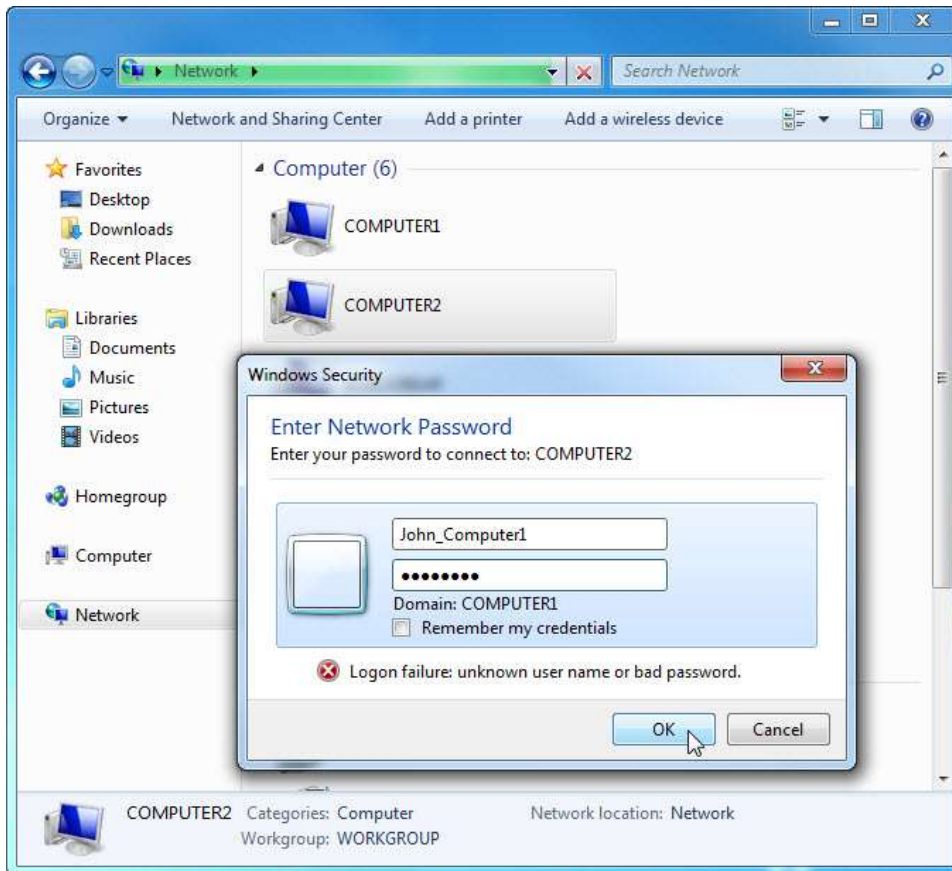 Network
Search Network
Organize Network and Sharing Center Add a printer Add a wireless device
Favorites
Desktop
Downloads
Recent Places
Libraries
Documents
Music
Pictures
Videos
Homegroup
Computer
Network
Computer (6)
COMPUTER1
COMPUTER2
Windows Security
Enter Network Password
Enter your password to connect to: COMPUTER2
John_Computer1
••••••••
Domain: COMPUTER1
Remember my credentials
Logon failure: unknown user name or bad password.
OK Cancel
COMPUTER2 Categories: Computer Network location: Network
Workgroup: WORKGROUP